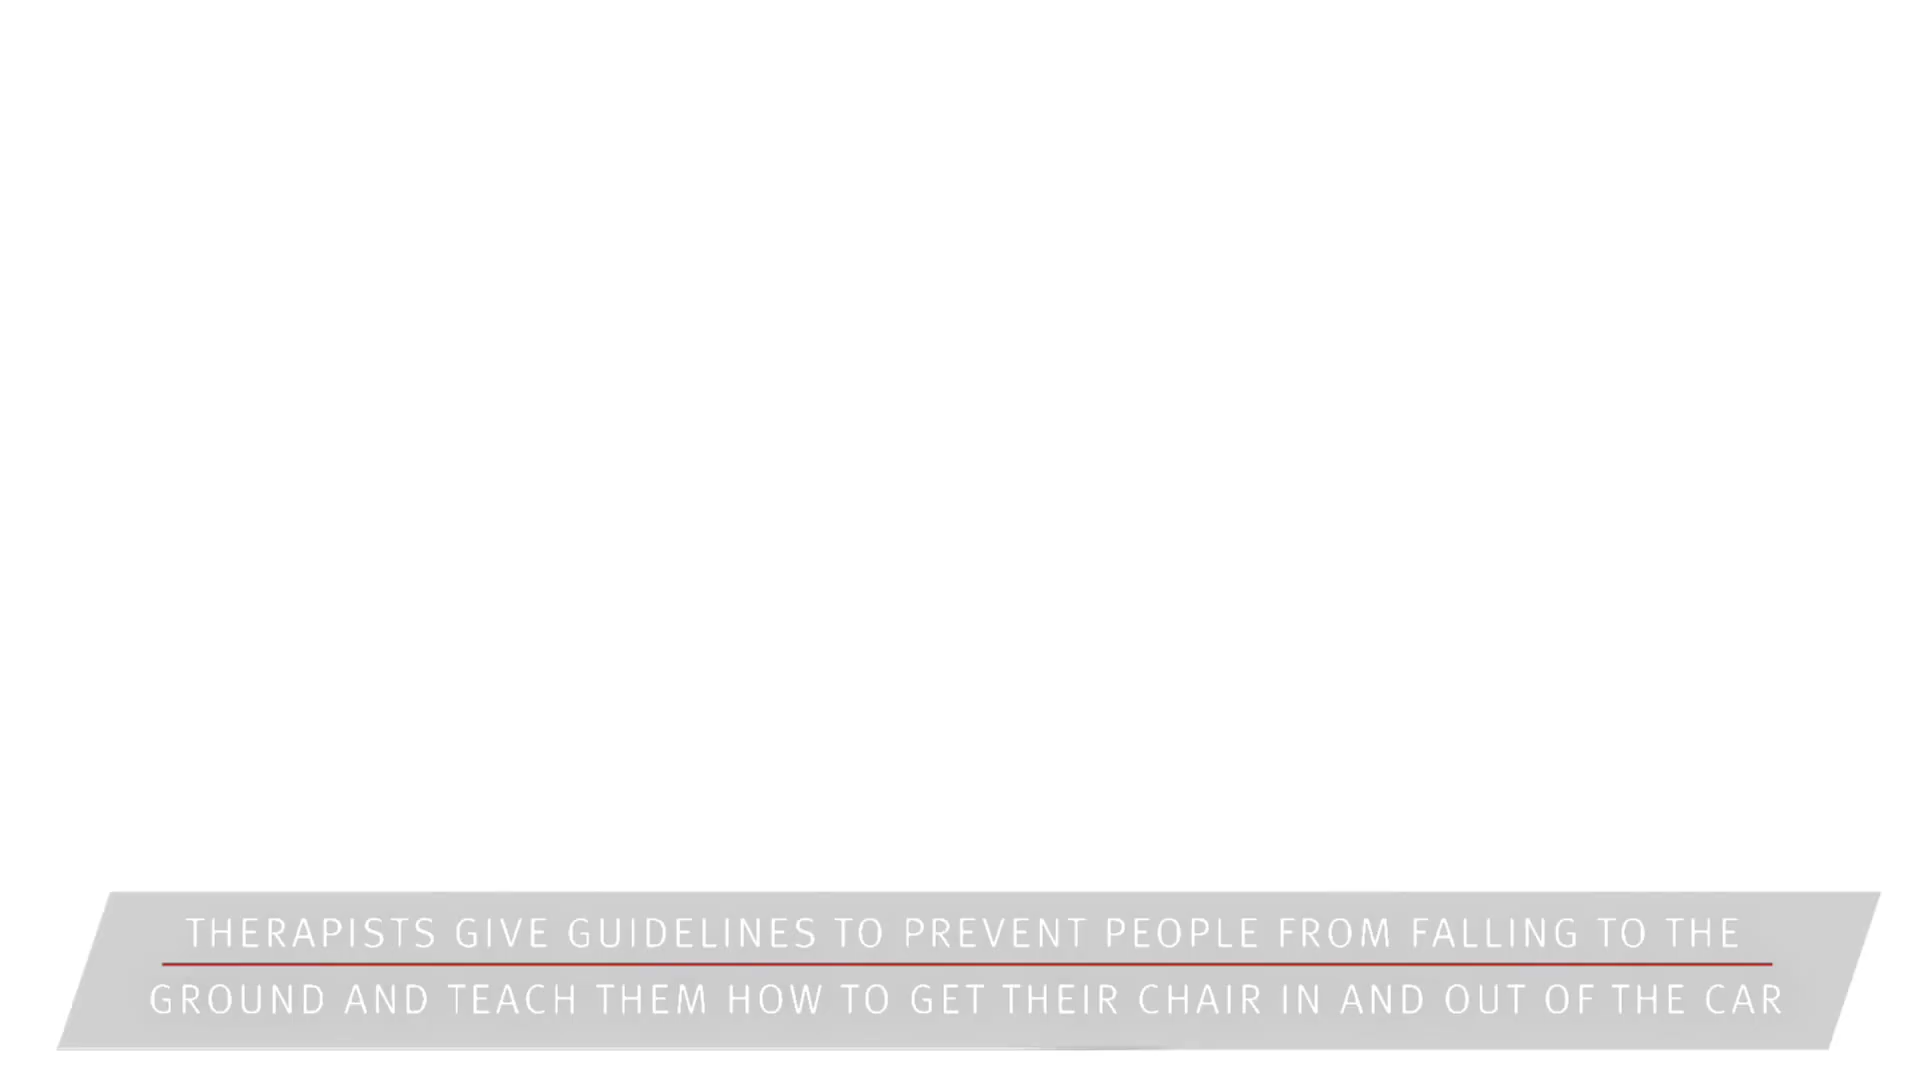 THERAPISTS GIVE GUIDELINES TO PREVENT PEOPLE FROM FALLING TO THE
GROUND AND TEACH THEM HOW TO GET THEIR CHAIR IN AND OUT OF THE CAR